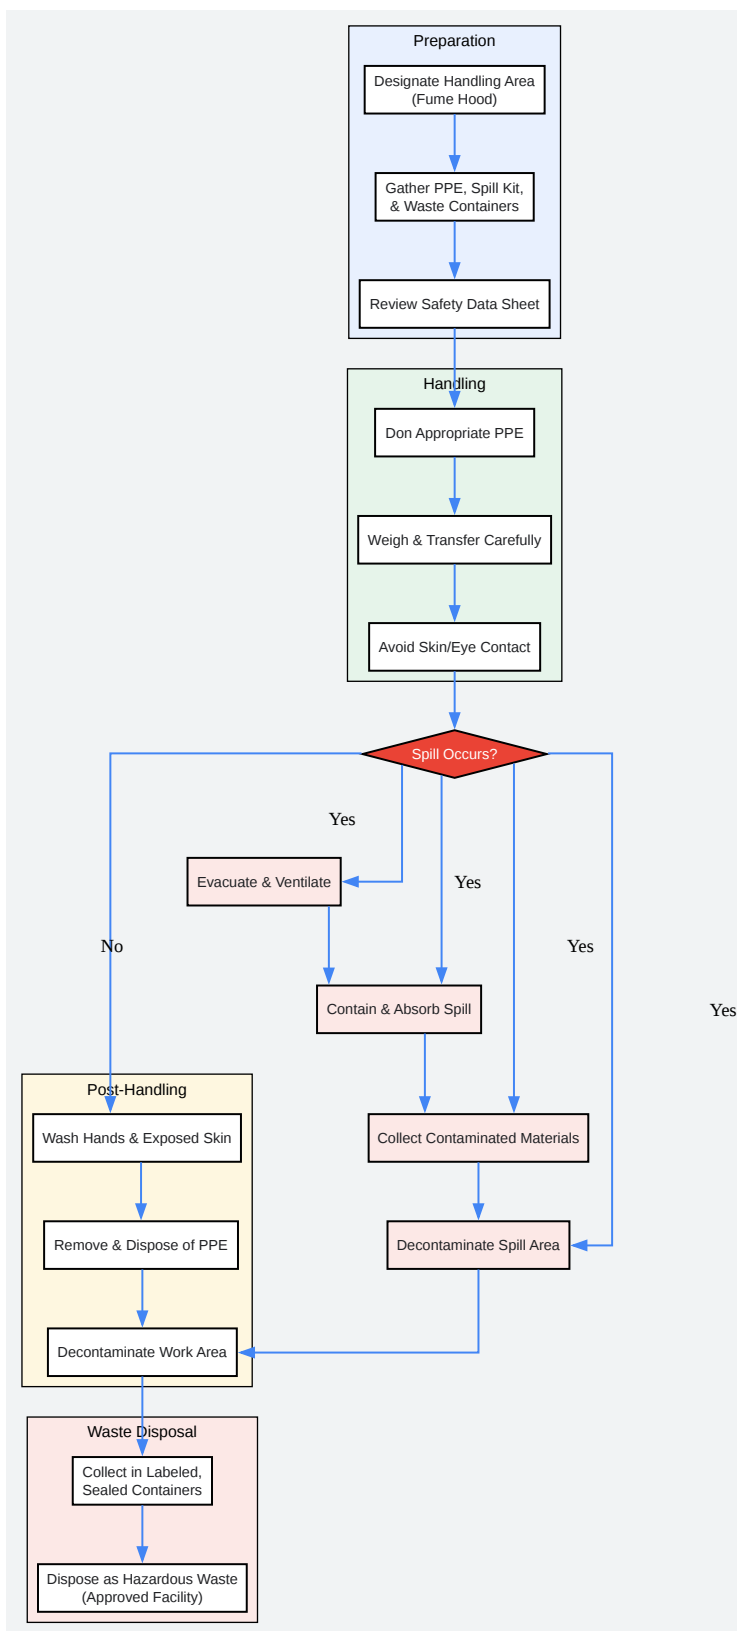 Preparation
Designate Handling Area
(Fume Hood)
Gather PPE, Spill Kit,
& Waste Containers
Review Safety Data Sheet
Handling
Don Appropriate PPE
Weigh & Transfer Carefully
Avoid Skin/Eye Contact
Spill Occurs?
Yes
Evacuate & Ventilate
Yes
No
Yes
Contain & Absorb Spill
Yes
Post-Handling
Wash Hands & Exposed Skin
Collect Contaminated Materials
Remove & Dispose of PPE
Decontaminate Spill Area
Decontaminate Work Area
Waste Disposal
Collect in Labeled,
Sealed Containers
Dispose as Hazardous Waste
(Approved Facility)